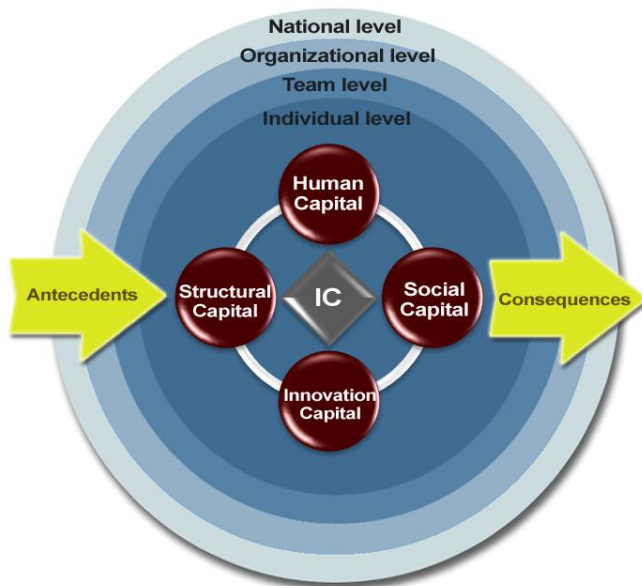 National level
Organizational level
Team level
Individual level
Human
Capital
Antecedents
Structural
Capital
IC
Social
Capital
Consequences
Innovation
Capital